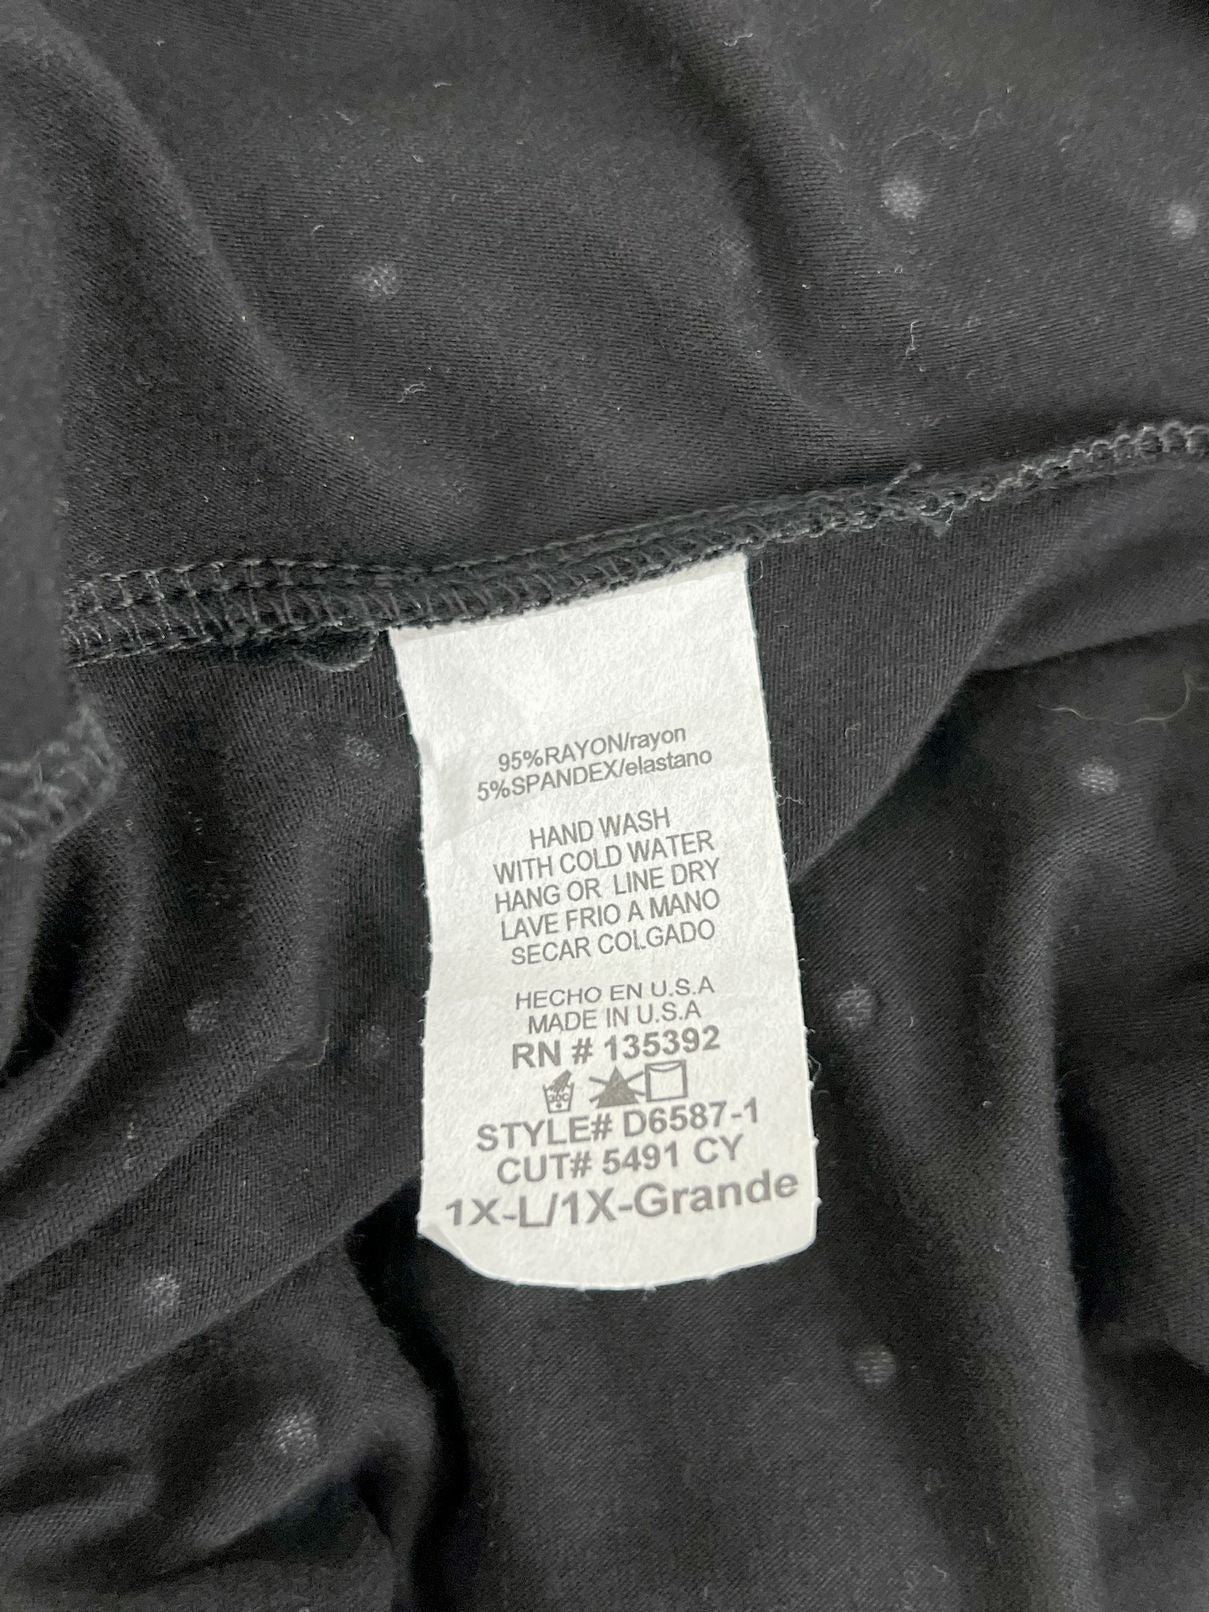 95%RAYON/rayon
5%SPANDEX/elastano
HAND WASH
WITH COLD WATER
HANG OR LINE DRY
LAVE FRIO A MANO
SECAR COLGADO
HECHO EN U.S.A
MADE IN U.S.A
RN # 135392
30C
STYLE# D6587-1
CUT# 5491 CY
1X-L/1X-Grande